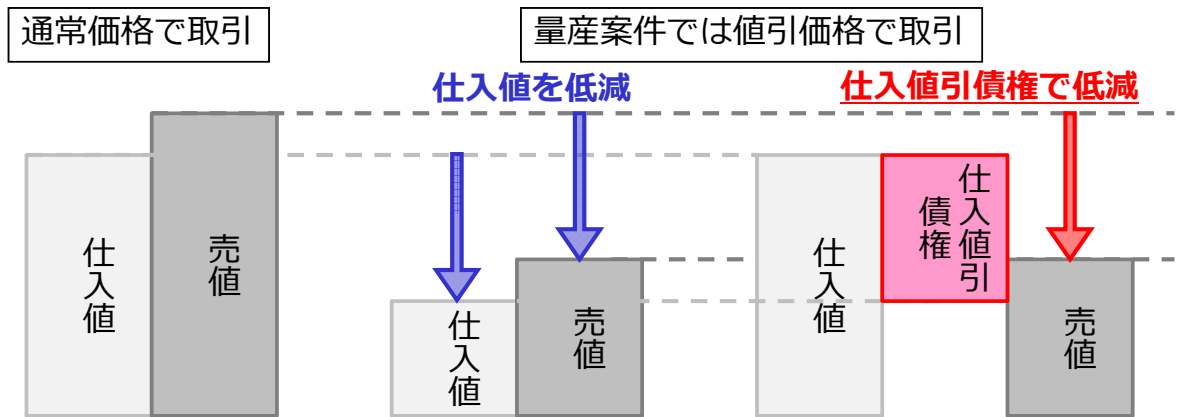 通常価格で取引
量産案件では値引価格で取引
仕入値を低減
仕入値引債権で低減
仕入値
売値
仕入値
売値
仕入値
仕入値引
債権
売値